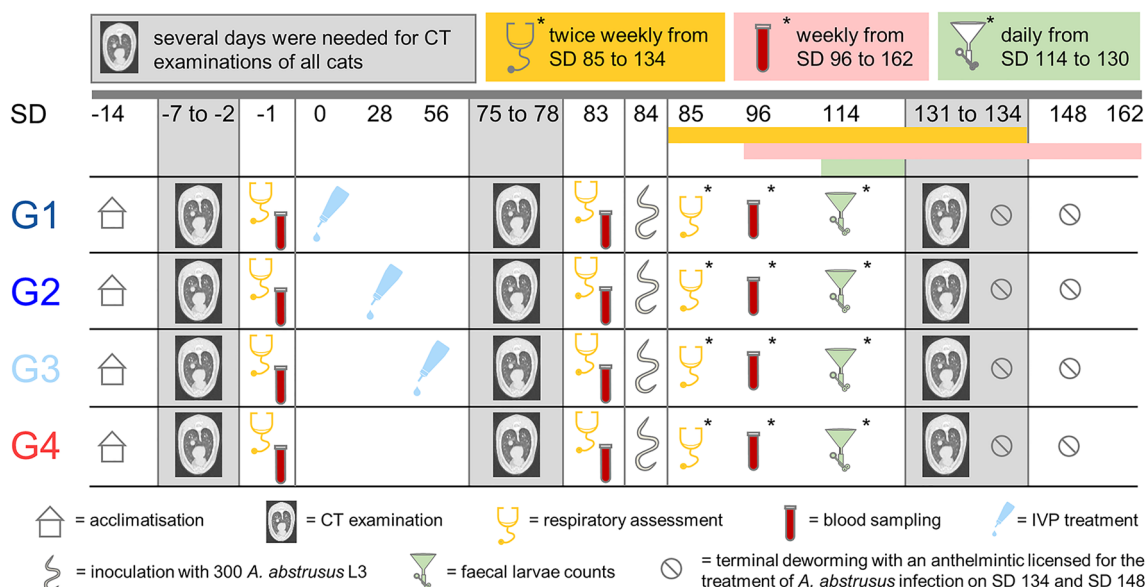 several days were needed for CT
examinations of all cats
* twice weekly from
SD 85 to 134
* weekly from
SD 96 to 162
* daily from
SD 114 to 130
SD -14 -7 to -2 -1 0 28 56 75 to 78 83 84 85 96 114 131 to 134 148 162
G1 * * *
G2 * * *
G3 * * *
G4 * * *
= acclimatisation = CT examination = respiratory assessment = blood sampling = IVP treatment
= inoculation with 300 A. abstrusus L3 = faecal larvae counts = terminal deworming with an anthelmintic licensed for the
treatment of A. abstrusus infection on SD 134 and SD 148